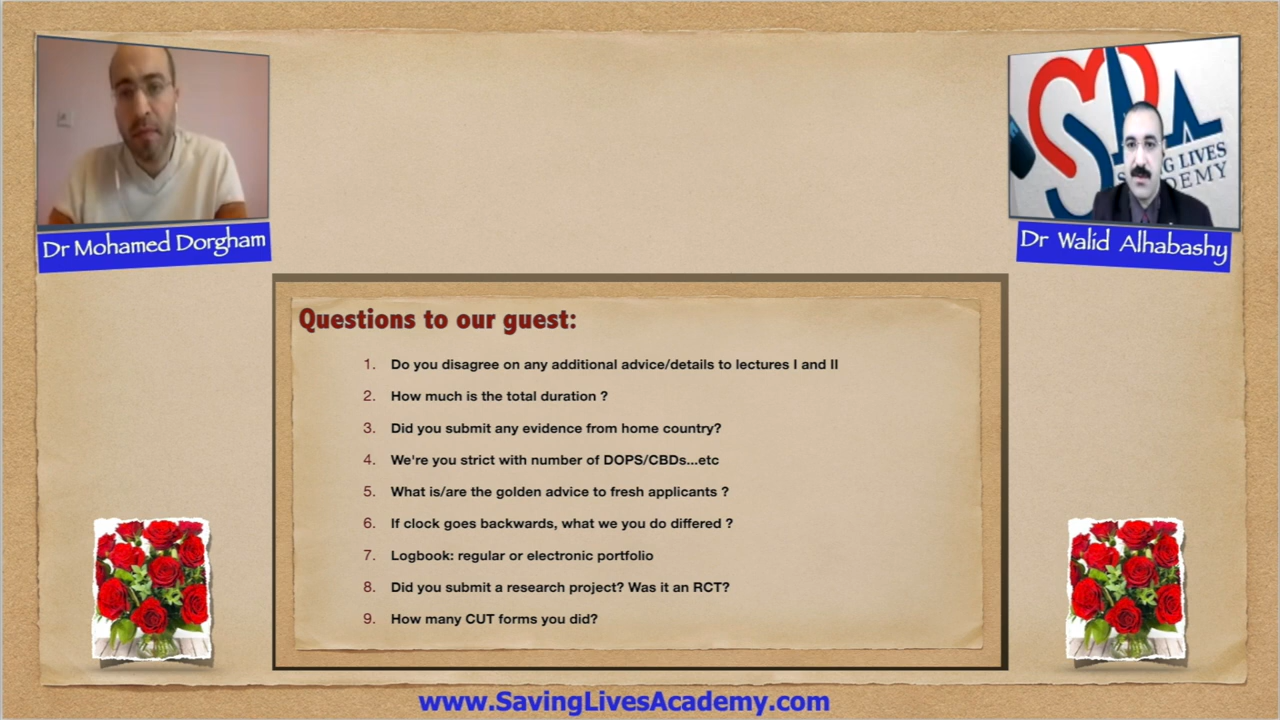 Dr Mohamed Dorgham
G LIVES
DEMY
Dr Walid Alhabashy
Questions to our guest:
1. Do you disagree on any additional advice/details to lectures I and II
2. How much is the total duration ?
3. Did you submit any evidence from home country?
4. We're you strict with number of DOPS/CBDs...etc
5. What is/are the golden advice to fresh applicants ?
6. If clock goes backwards, what we you do differed ?
7. Logbook: regular or electronic portfolio
8. Did you submit a research project? Was it an RCT?
9. How many CUT forms you did?
www.SavingLivesAcademy.com